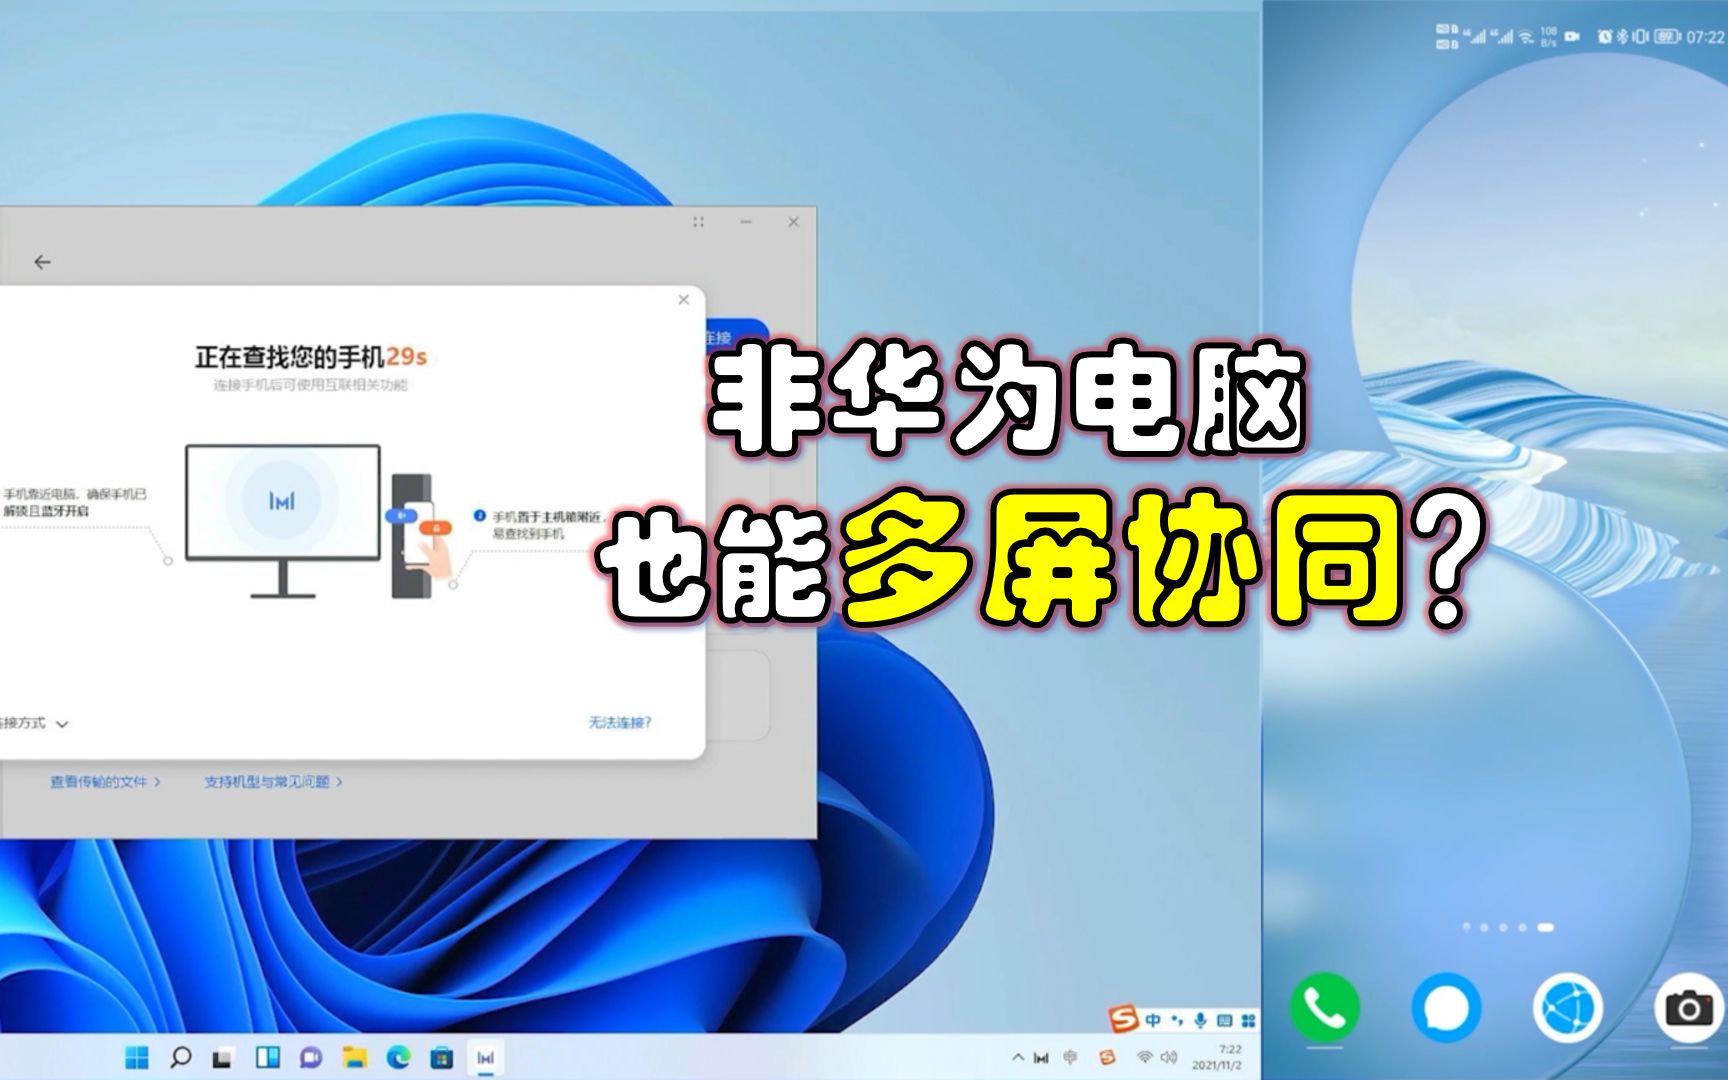 108
B/s
89
07:22
连接
正在查找您的手机29s
连接手机后可使用互联相关功能
手机靠近电脑，确保手机已
解锁且蓝牙开启
2 手机置于主机箱附近，
易查找到手机
非华为电脑
也能多屏协同?
接方式
无法连接?
查看传输的文件 >
支持机型与常见问题 >
S 中
中
7:22
2021/11/2